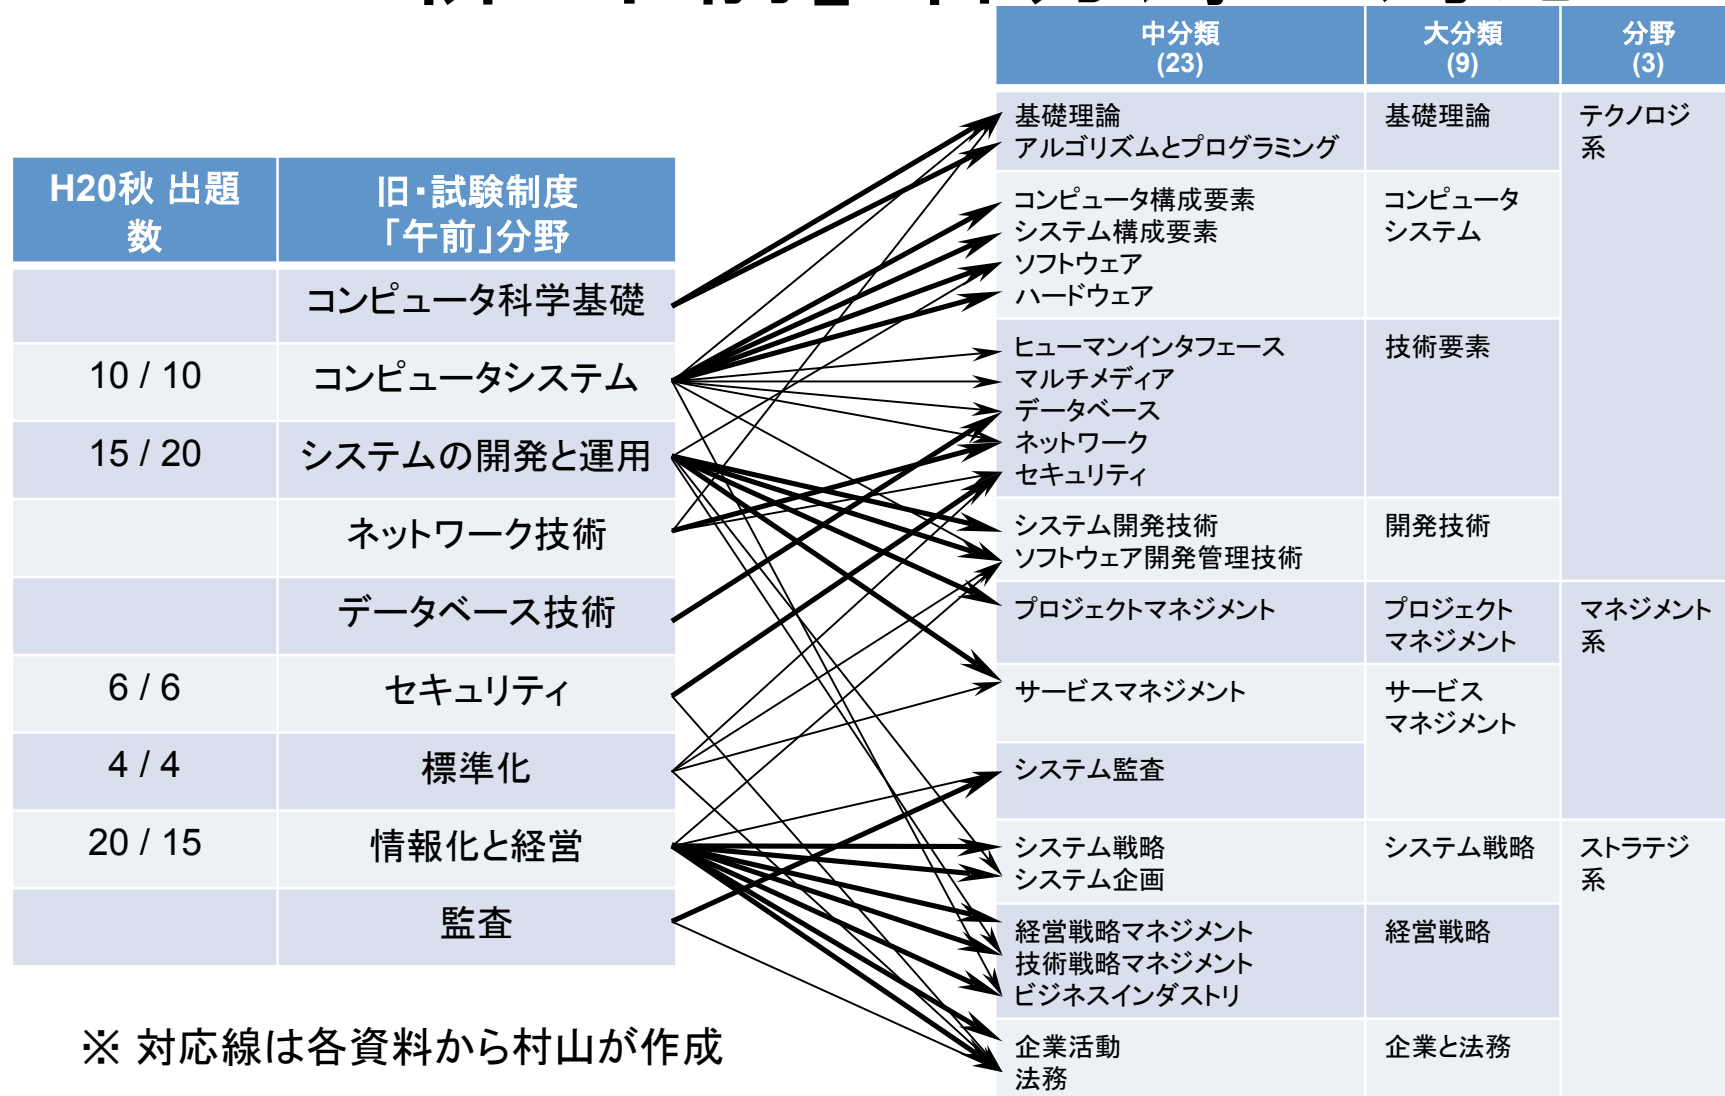 H20秋 出題
数
旧・試験制度
「午前」分野
コンピュータ科学基礎
10 / 10
コンピュータシステム
15 / 20
システムの開発と運用
ネットワーク技術
データベース技術
6 / 6
セキュリティ
4 / 4
標準化
20 / 15
情報化と経営
監査
※ 対応線は各資料から村山が作成
中分類
(23)
大分類
(9)
分野
(3)
基礎理論
アルゴリズムとプログラミング
基礎理論
テクノロジ
系
コンピュータ構成要素
システム構成要素
ソフトウェア
ハードウェア
コンピュータ
システム
ヒューマンインタフェース
マルチメディア
データベース
ネットワーク
セキュリティ
技術要素
システム開発技術
ソフトウェア開発管理技術
開発技術
プロジェクトマネジメント
プロジェクト
マネジメント
マネジメント
系
サービスマネジメント
サービス
マネジメント
システム監査
システム戦略
システム企画
システム戦略
ストラテジ
系
経営戦略マネジメント
技術戦略マネジメント
ビジネスインダストリ
経営戦略
企業活動
法務
企業と法務